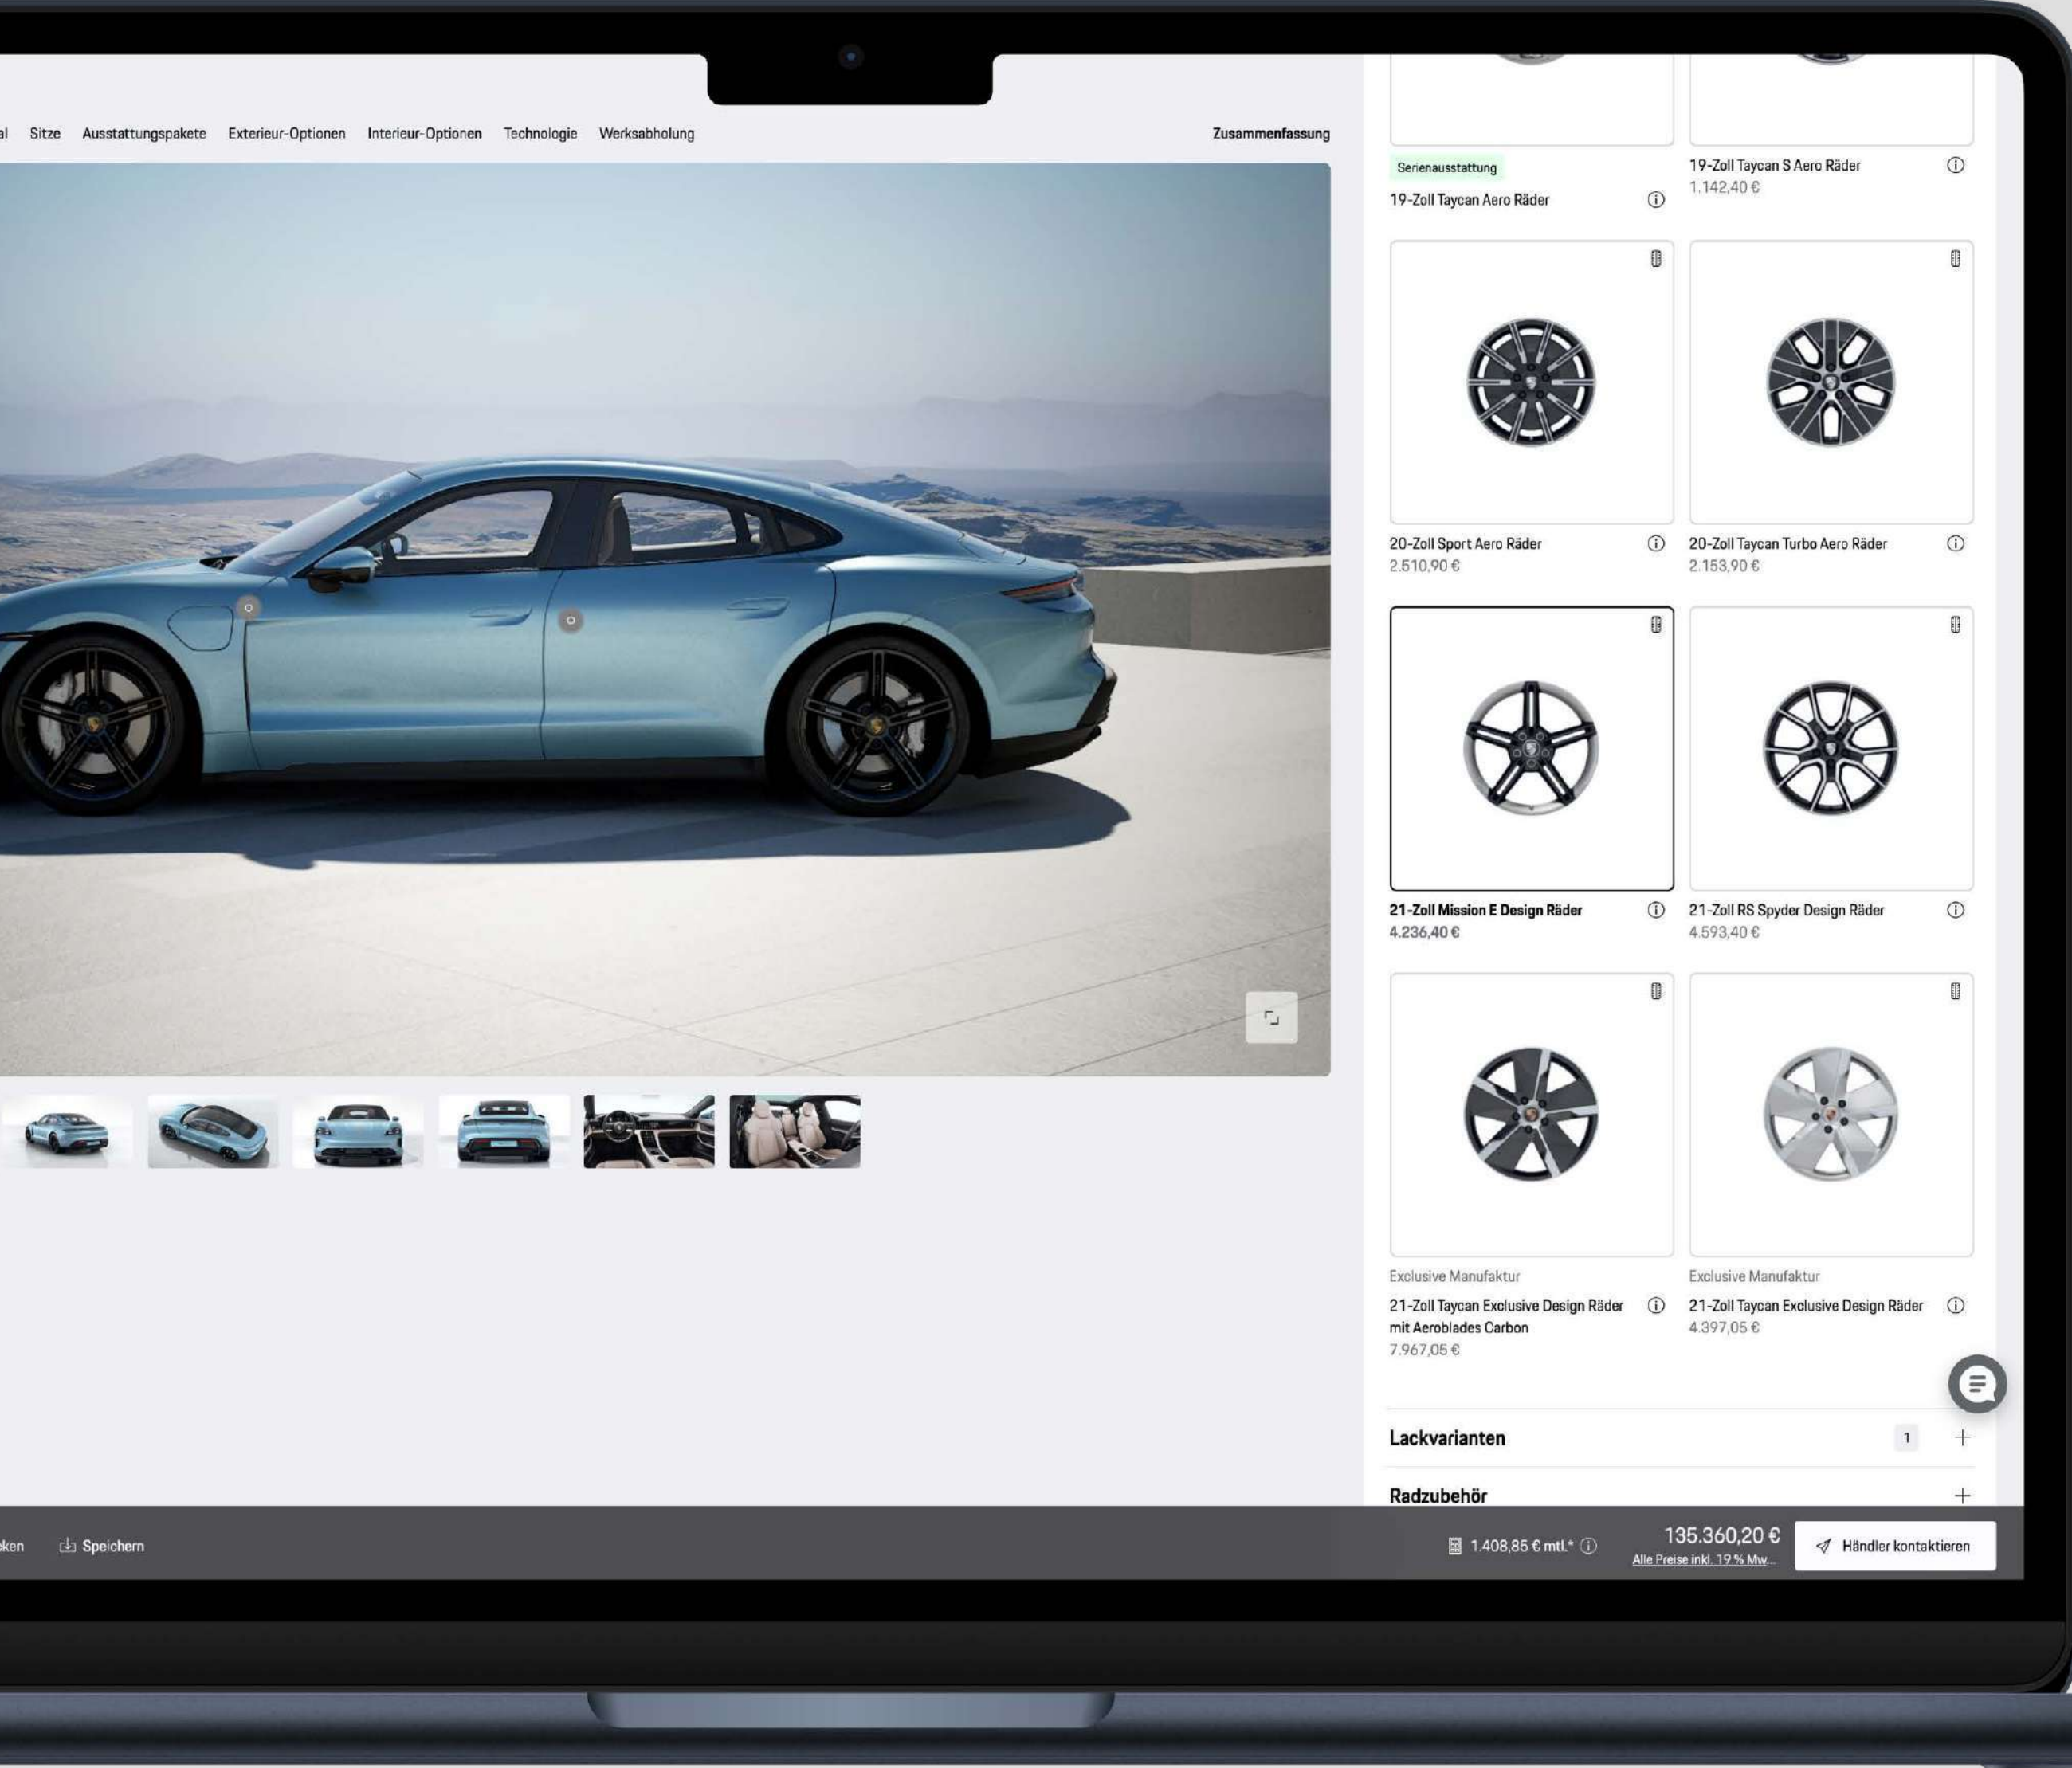 Sitze Ausstattungspakete Exterieur-Optionen Interieur-Optionen Technologie Werksabholung Zusammenfassung
Serienausstattung
19-Zoll Taycan Aero Räder
19-Zoll Taycan S Aero Räder
1.142,40 €
20-Zoll Sport Aero Räder
2.510,90 €
20-Zoll Taycan Turbo Aero Räder
2.153,90 €
21-Zoll Mission E Design Räder
4.236,40 €
21-Zoll RS Spyder Design Räder
4.593,40 €
Exclusive Manufaktur
21-Zoll Taycan Exclusive Design Räder
mit Aeroblades Carbon
7.967,05 €
Exclusive Manufaktur
21-Zoll Taycan Exclusive Design Räder
4.397,05 €
Lackvarianten 1
Radzubehör
Speichern
1.408,85 € mtl.*
135.360,20 €
Alle Preise inkl. 19 % Mw...
Händler kontaktieren